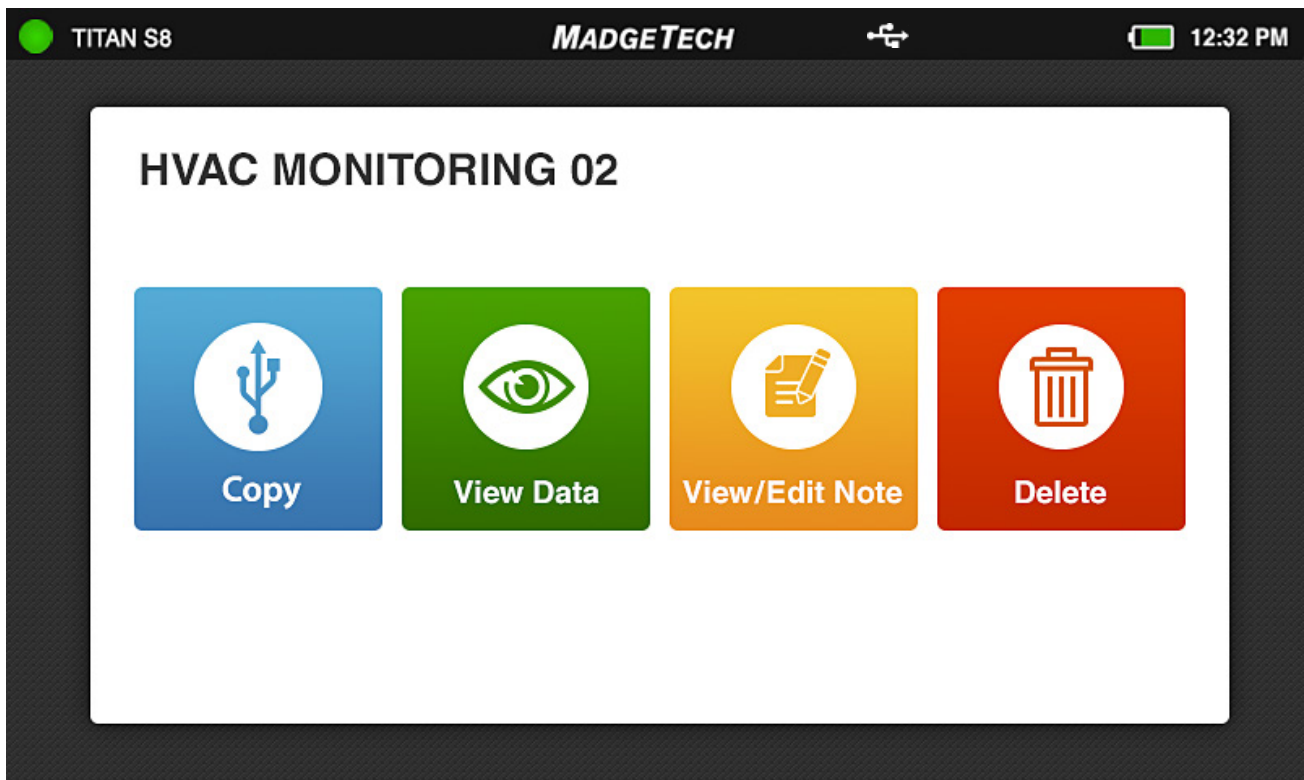 TITAN S8 MADGETECH 12:32 PM
HVAC MONITORING 02
Copy View Data View/Edit Note Delete